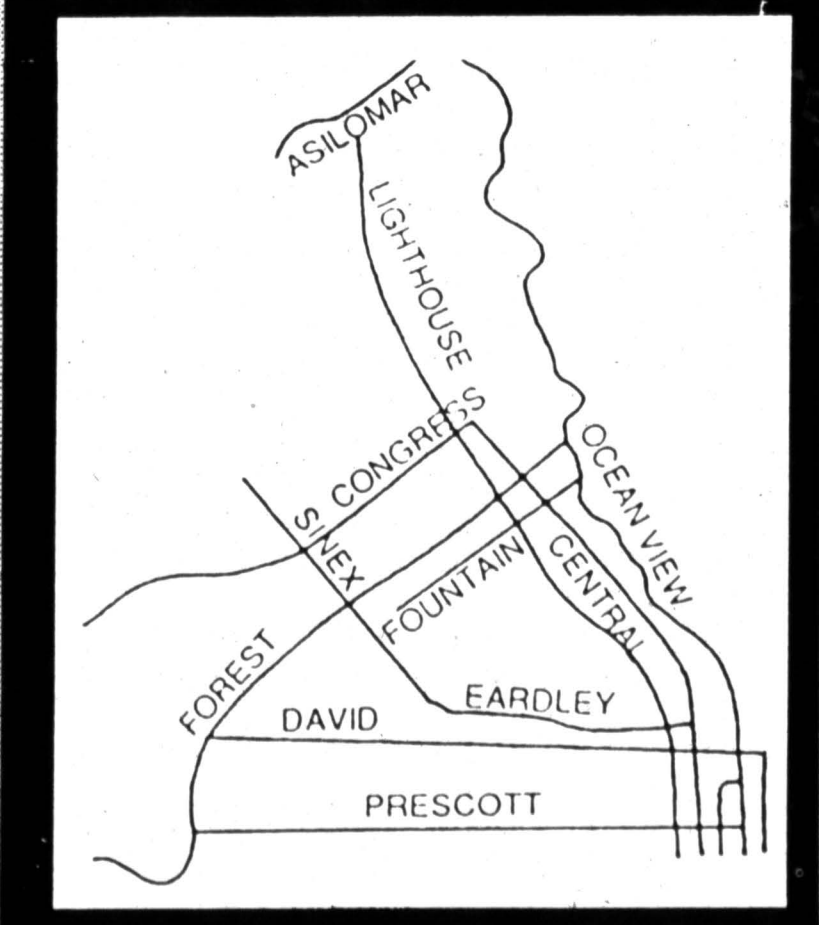 ASILOMAR
LIGHTHOUSE
CONGRESS
OCEAN VIEW
SINEX
FOUNTAIN
CENTRAL
FOREST
EARDLEY
DAVID
PRESCOTT